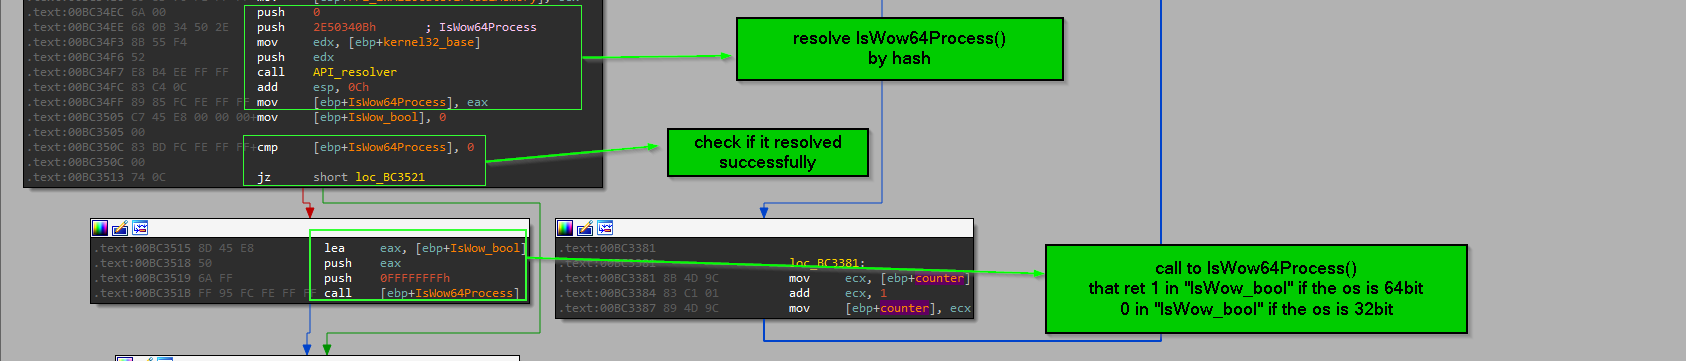 .text:00BC34EC 6A 00 push 0
.text:00BC34EE 68 0B 34 50 2E push 2E50340Bh ; IsWow64Process
.text:00BC34F3 8B 55 F4 mov edx, [ebp+kernel32_base]
.text:00BC34F6 52 push edx
.text:00BC34F7 E8 B4 EE FF FF call API_resolver
.text:00BC34FC 83 C4 0C add esp, 0Ch
.text:00BC34FF 89 85 FC FE FF FF mov [ebp+IsWow64Process], eax
.text:00BC3505 C7 45 E8 00 00 00+mov [ebp+IsWow_bool], 0
.text:00BC3505 00
.text:00BC350C 83 BD FC FE FF FF+cmp [ebp+IsWow64Process], 0
.text:00BC350C 00
.text:00BC3513 74 0C jz short loc_BC3521
resolve IsWow64Process()
by hash
check if it resolved
successfully
.text:00BC3515 8D 45 E8 lea eax, [ebp+IsWow_bool]
.text:00BC3518 50 push eax
.text:00BC3519 6A FF push 0FFFFFFFFh
.text:00BC351B FF 95 FC FE FF FF call [ebp+IsWow64Process]
.text:00BC3381
.text:00BC3381 loc_BC3381:
.text:00BC3381 8B 4D 9C mov ecx, [ebp+counter]
.text:00BC3384 83 C1 01 add ecx, 1
.text:00BC3387 89 4D 9C mov [ebp+counter], ecx
call to IsWow64Process()
that ret 1 in "IsWow_bool" if the os is 64bit
0 in "IsWow_bool" if the os is 32bit